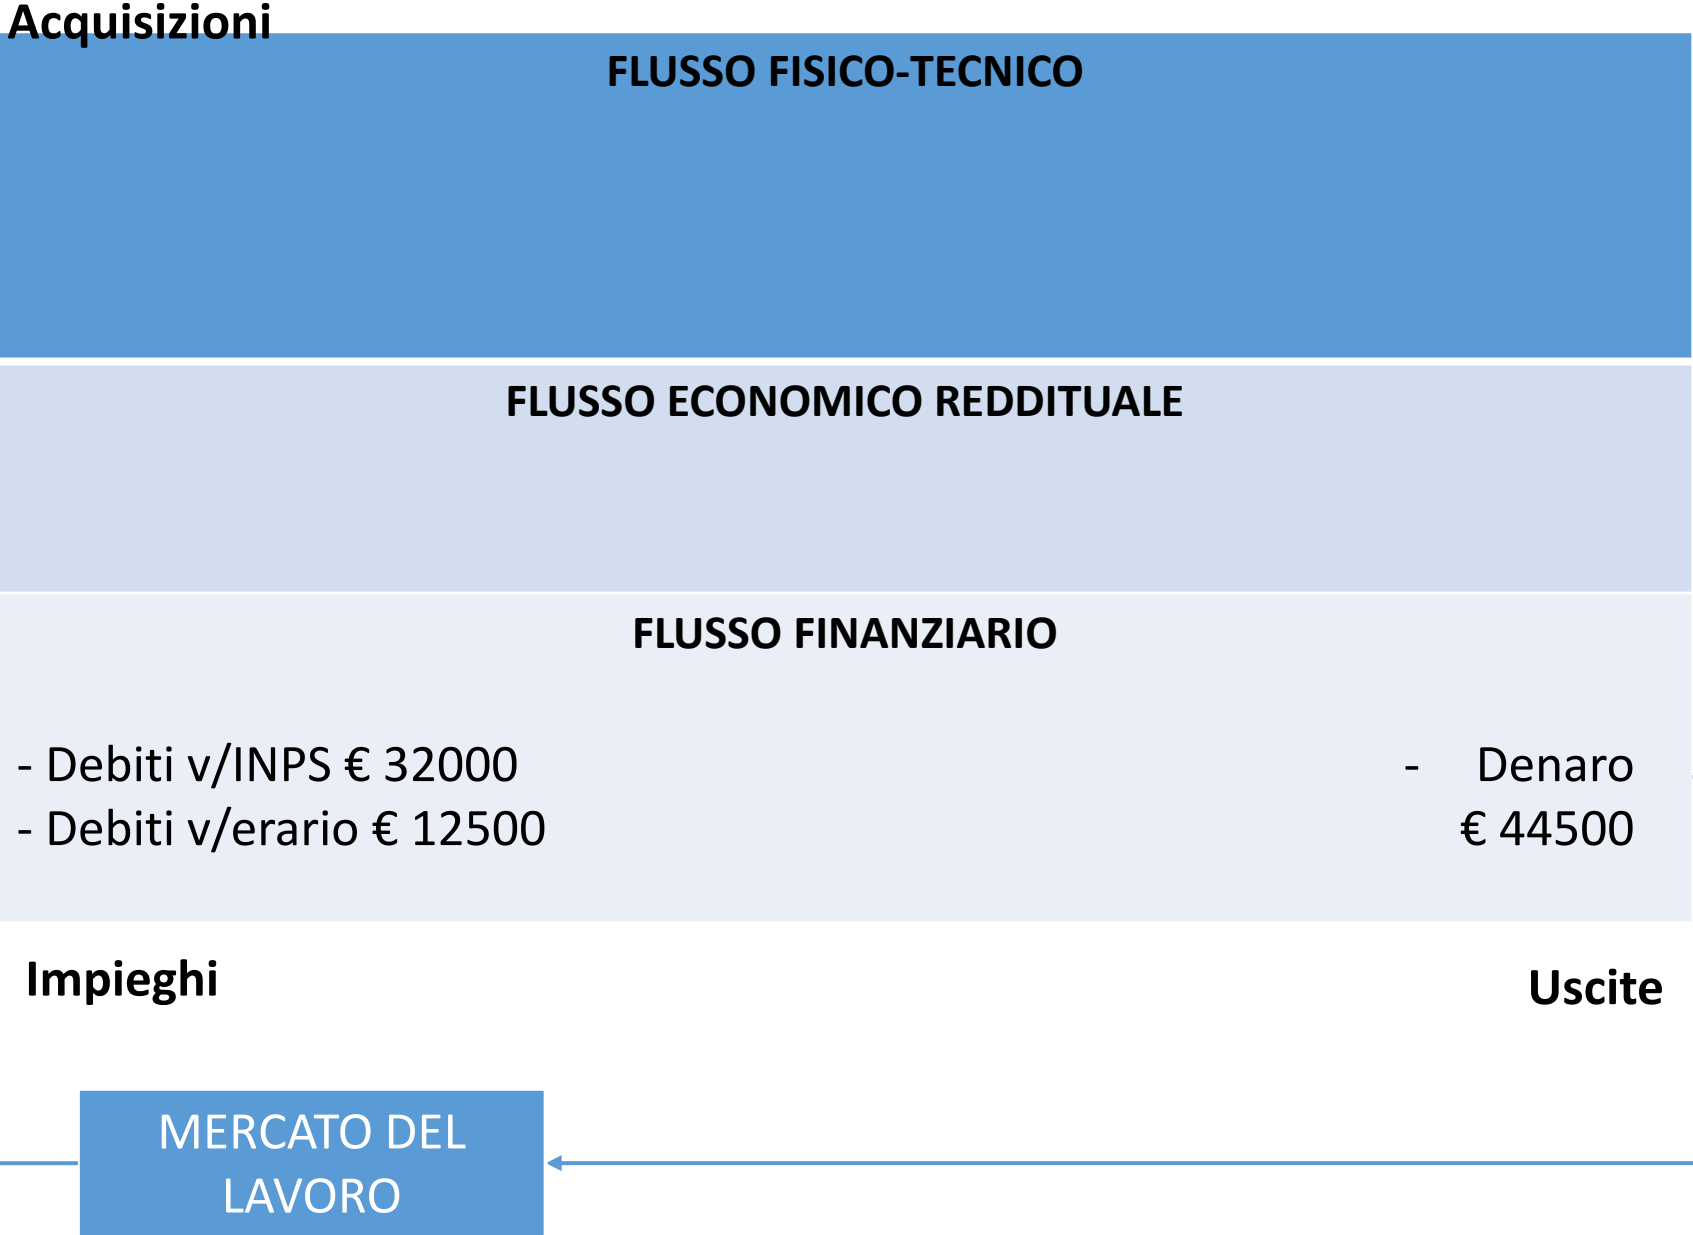 Acquisizioni
FLUSSO FISICO-TECNICO
FLUSSO ECONOMICO REDDITUALE
FLUSSO FINANZIARIO
- Debiti v/INPS € 32000
- Denaro
- Debiti v/erario € 12500
€ 44500
Impieghi
Uscite
MERCATO DEL
LAVORO